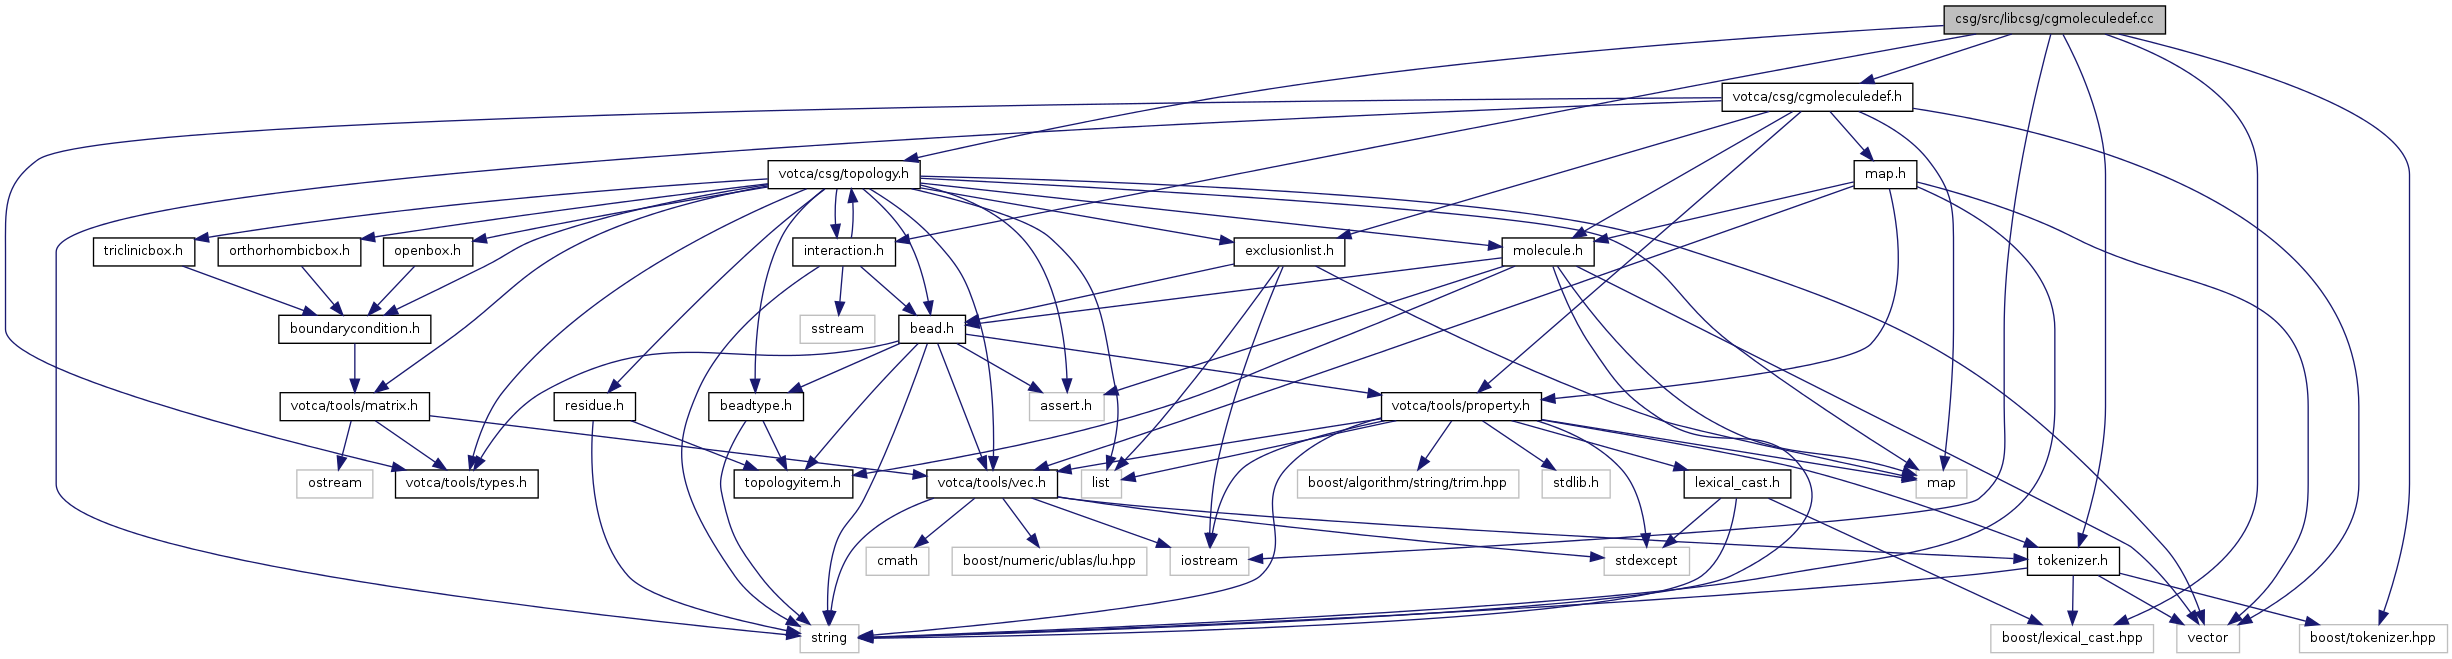 csg/src/libcsg/cgmoleculedef.cc
votca/csg/cgmoleculedef.h
votca/csg/topology.h
map.h
triclinicbox.h
orthorhombicbox.h
openbox.h
interaction.h
exclusionlist.h
molecule.h
boundarycondition.h
sstream
bead.h
votca/tools/matrix.h
residue.h
beadtype.h
assert.h
votca/tools/property.h
ostream
votca/tools/types.h
topologyitem.h
votca/tools/vec.h
list
boost/algorithm/string/trim.hpp
stdlib.h
lexical_cast.h
map
cmath
boost/numeric/ublas/lu.hpp
iostream
stdexcept
tokenizer.h
string
boost/lexical_cast.hpp
vector
boost/tokenizer.hpp